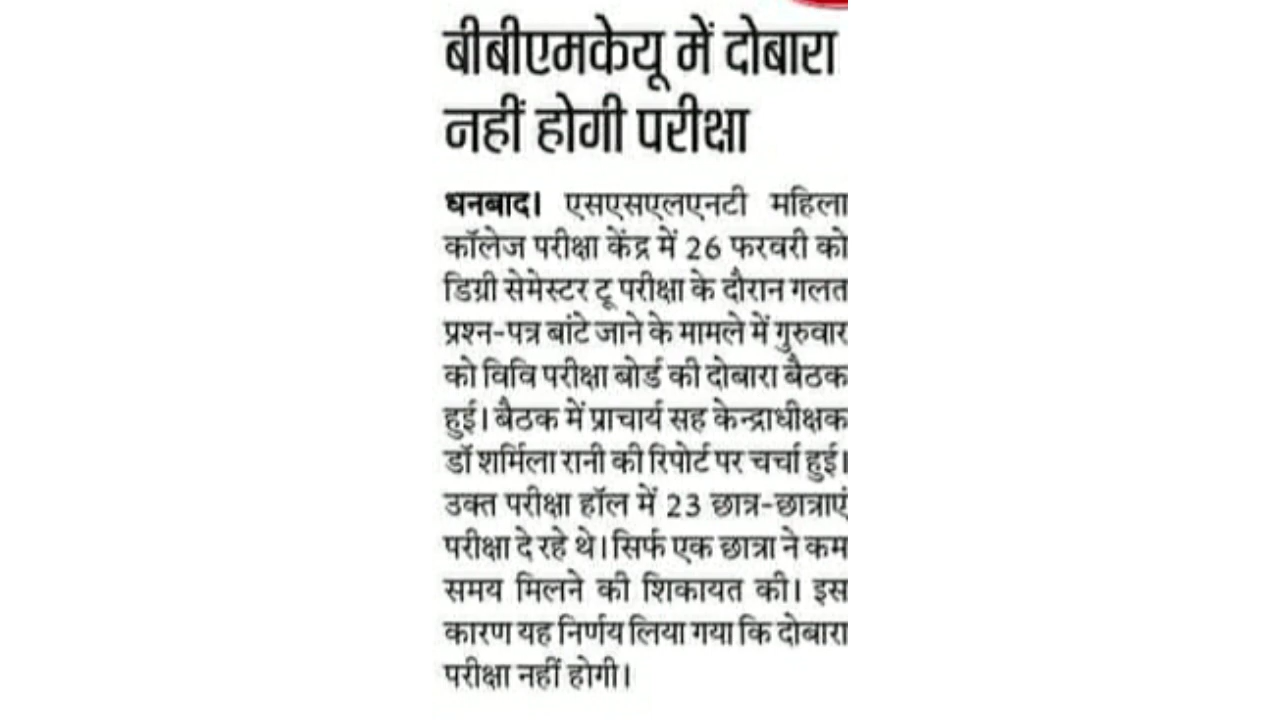 बीबीएमकेयू में दोबारा
नहीं होगी परीक्षा
धनबाद। एसएसएलएनटी महिला
कॉलेज परीक्षा केंद्र में 26 फरवरी को
डिग्री सेमेस्टर टू परीक्षा के दौरान गलत
प्रश्न-पत्र बांटे जाने के मामले में गुरुवार
को विवि परीक्षा बोर्ड की दोबारा बैठक
हुई। बैठक में प्राचार्य सह केन्द्राधीक्षक
डॉ शर्मिला रानी की रिपोर्ट पर चर्चा हुई।
उक्त परीक्षा हॉल में 23 छात्र-छात्राएं
परीक्षा दे रहे थे। सिर्फ एक छात्रा ने कम
समय मिलने की शिकायत की। इस
कारण यह निर्णय लिया गया कि दोबारा
परीक्षा नहीं होगी।